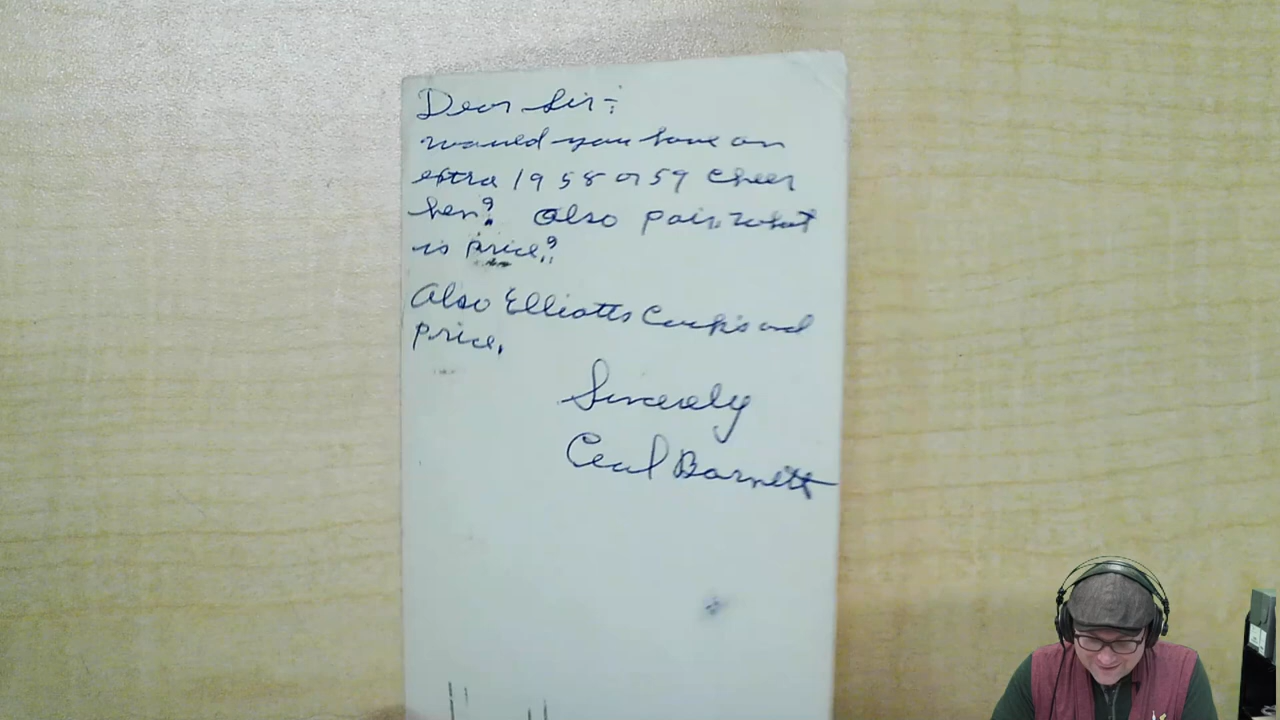 Dear Sir:
would you have an
extra 1958 or 59 Cheer
hen? Also pair, what
is price?
Also Elliotts and
price.
Sincerely
Cecil Barnett